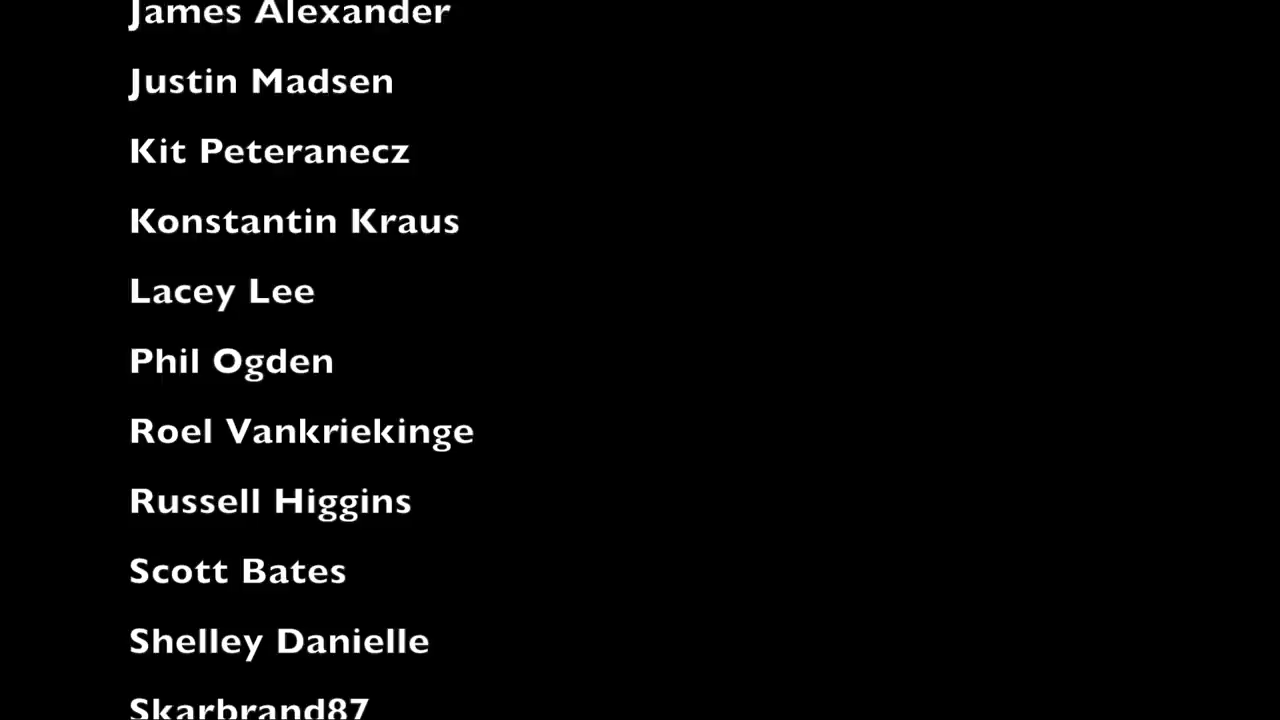 James Alexander
Justin Madsen
Kit Peteranecz
Konstantin Kraus
Lacey Lee
Phil Ogden
Roel Vankriekinge
Russell Higgins
Scott Bates
Shelley Danielle
Skarbrand87